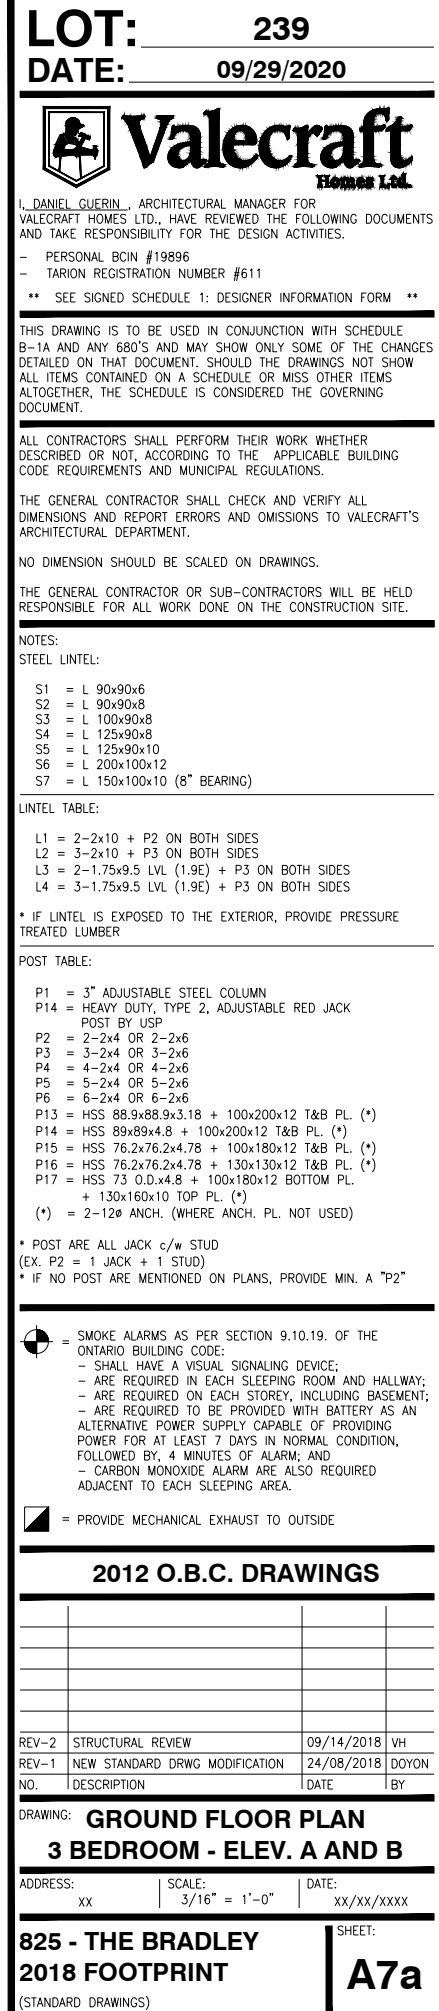 LOT: 239
DATE: 09/29/2020
Valecraft
Homes Ltd.
I, DANIEL GUERIN , ARCHITECTURAL MANAGER FOR
VALECRAFT HOMES LTD., HAVE REVIEWED THE FOLLOWING DOCUMENTS
AND TAKE RESPONSIBILITY FOR THE DESIGN ACTIVITIES.
- PERSONAL BCIN #19896
- TARION REGISTRATION NUMBER #611
** SEE SIGNED SCHEDULE 1: DESIGNER INFORMATION FORM **
THIS DRAWING IS TO BE USED IN CONJUNCTION WITH SCHEDULE
B-1A AND ANY 680'S AND MAY SHOW ONLY SOME OF THE CHANGES
DETAILED ON THAT DOCUMENT. SHOULD THE DRAWINGS NOT SHOW
ALL ITEMS CONTAINED ON A SCHEDULE OR MISS OTHER ITEMS
ALTOGETHER, THE SCHEDULE IS CONSIDERED THE GOVERNING
DOCUMENT.
ALL CONTRACTORS SHALL PERFORM THEIR WORK WHETHER
DESCRIBED OR NOT, ACCORDING TO THE APPLICABLE BUILDING
CODE REQUIREMENTS AND MUNICIPAL REGULATIONS.
THE GENERAL CONTRACTOR SHALL CHECK AND VERIFY ALL
DIMENSIONS AND REPORT ERRORS AND OMISSIONS TO VALECRAFT'S
ARCHITECTURAL DEPARTMENT.
NO DIMENSION SHOULD BE SCALED ON DRAWINGS.
THE GENERAL CONTRACTOR OR SUB-CONTRACTORS WILL BE HELD
RESPONSIBLE FOR ALL WORK DONE ON THE CONSTRUCTION SITE.
NOTES:
STEEL LINTEL:
S1 = L 90x90x6
S2 = L 90x90x8
S3 = L 100x90x8
S4 = L 125x90x8
S5 = L 125x90x10
S6 = L 200x100x12
S7 = L 150x100x10 (8" BEARING)
LINTEL TABLE:
L1 = 2-2x10 + P2 ON BOTH SIDES
L2 = 3-2x10 + P3 ON BOTH SIDES
L3 = 2-1.75x9.5 LVL (1.9E) + P3 ON BOTH SIDES
L4 = 3-1.75x9.5 LVL (1.9E) + P3 ON BOTH SIDES
* IF LINTEL IS EXPOSED TO THE EXTERIOR, PROVIDE PRESSURE
TREATED LUMBER
POST TABLE:
P1 = 3" ADJUSTABLE STEEL COLUMN
P14 = HEAVY DUTY, TYPE 2, ADJUSTABLE RED JACK
POST BY USP
P2 = 2-2x4 OR 2-2x6
P3 = 3-2x4 OR 3-2x6
P4 = 4-2x4 OR 4-2x6
P5 = 5-2x4 OR 5-2x6
P6 = 6-2x4 OR 6-2x6
P13 = HSS 88.9x88.9x3.18 + 100x200x12 T&B PL. (*)
P14 = HSS 89x89x4.8 + 100x200x12 T&B PL. (*)
P15 = HSS 76.2x76.2x4.78 + 100x180x12 T&B PL. (*)
P16 = HSS 76.2x76.2x4.78 + 130x130x12 T&B PL. (*)
P17 = HSS 73 O.D.x4.8 + 100x180x12 BOTTOM PL.
+ 130x160x10 TOP PL. (*)
(*) = 2-12ø ANCH. (WHERE ANCH. PL. NOT USED)
* POST ARE ALL JACK c/w STUD
(EX. P2 = 1 JACK + 1 STUD)
* IF NO POST ARE MENTIONED ON PLANS, PROVIDE MIN. A "P2"
= SMOKE ALARMS AS PER SECTION 9.10.19. OF THE
ONTARIO BUILDING CODE:
- SHALL HAVE A VISUAL SIGNALING DEVICE;
- ARE REQUIRED IN EACH SLEEPING ROOM AND HALLWAY;
- ARE REQUIRED ON EACH STOREY, INCLUDING BASEMENT;
- ARE REQUIRED TO BE PROVIDED WITH BATTERY AS AN
ALTERNATIVE POWER SUPPLY CAPABLE OF PROVIDING
POWER FOR AT LEAST 7 DAYS IN NORMAL CONDITION,
FOLLOWED BY, 4 MINUTES OF ALARM; AND
- CARBON MONOXIDE ALARM ARE ALSO REQUIRED
ADJACENT TO EACH SLEEPING AREA.
= PROVIDE MECHANICAL EXHAUST TO OUTSIDE
2012 O.B.C. DRAWINGS
REV-2 STRUCTURAL REVIEW 09/14/2018 VH
REV-1 NEW STANDARD DRWG MODIFICATION 24/08/2018 DOYON
NO. DESCRIPTION DATE BY
DRAWING: GROUND FLOOR PLAN
3 BEDROOM - ELEV. A AND B
ADDRESS: SCALE: DATE:
xx 3/16" = 1'-0" xx/xx/xxxx
825 - THE BRADLEY
2018 FOOTPRINT
(STANDARD DRAWINGS)
SHEET:
A7a